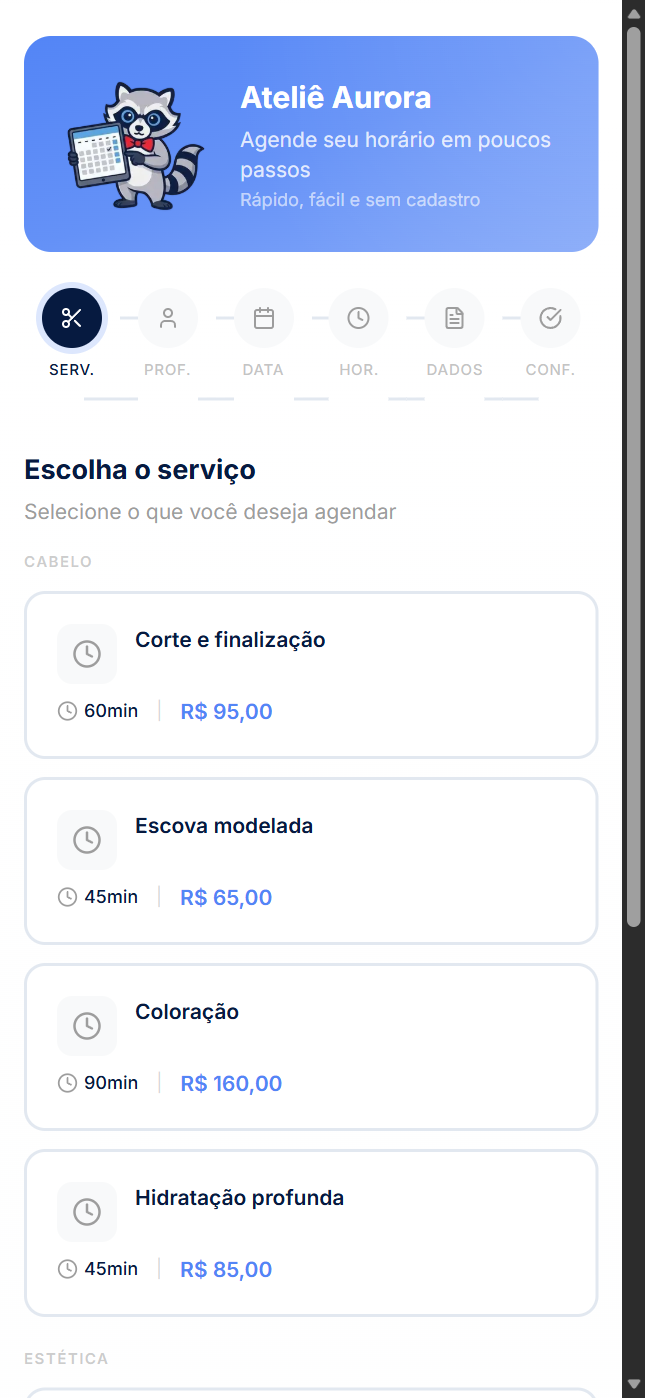 Ateliê Aurora
Agende seu horário em poucos
passos
Rápido, fácil e sem cadastro
SERV.
PROF.
DATA
HOR.
DADOS
CONF.
Escolha o serviço
Selecione o que você deseja agendar
CABELO
Corte e finalização
60min
R$ 95,00
Escova modelada
45min
R$ 65,00
Coloração
90min
R$ 160,00
Hidratação profunda
45min
R$ 85,00
ESTÉTICA